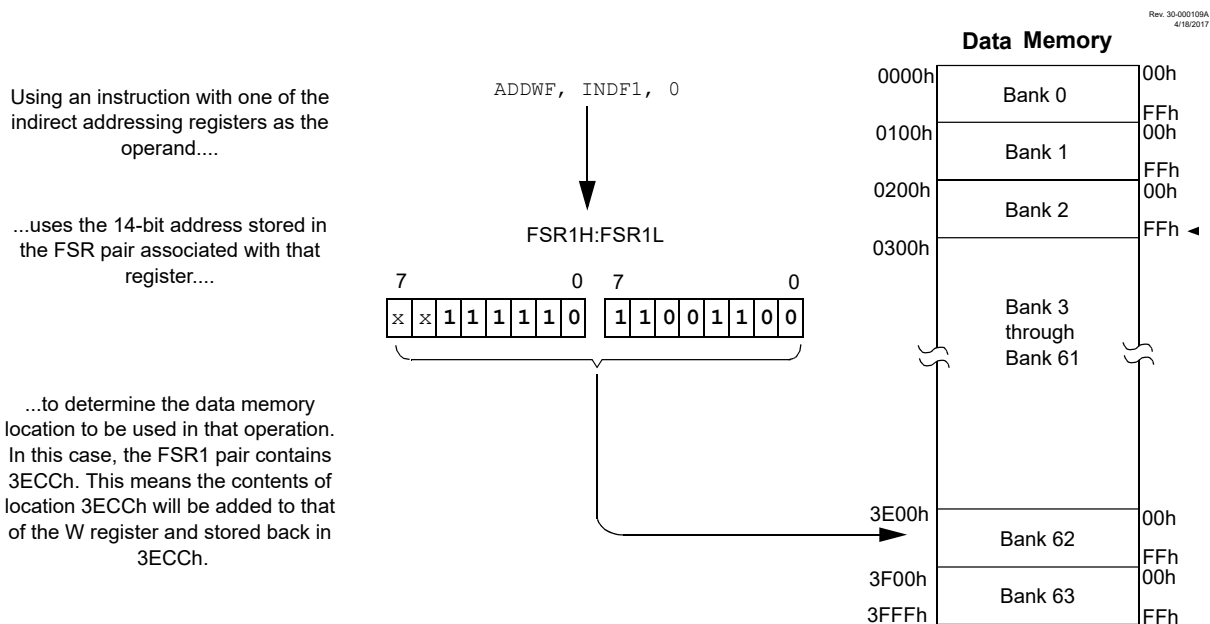 Rev. 30-000109A
4/18/2017
Data Memory
Using an instruction with one of the
indirect addressing registers as the
operand....
ADDWF, INDF1, 0
...uses the 14-bit address stored in
the FSR pair associated with that
register....
FSR1H:FSR1L
7 0 7 0
x x 1 1 1 1 1 0 1 1 0 0 1 1 0 0
...to determine the data memory
location to be used in that operation.
In this case, the FSR1 pair contains
3ECCh. This means the contents of
location 3ECCh will be added to that
of the W register and stored back in
3ECCh.
0000h 00h
Bank 0
FFh
0100h 00h
Bank 1
FFh
0200h 00h
Bank 2
FFh
0300h
Bank 3
through
Bank 61
3E00h 00h
Bank 62
FFh
3F00h 00h
Bank 63
3FFFh FFh